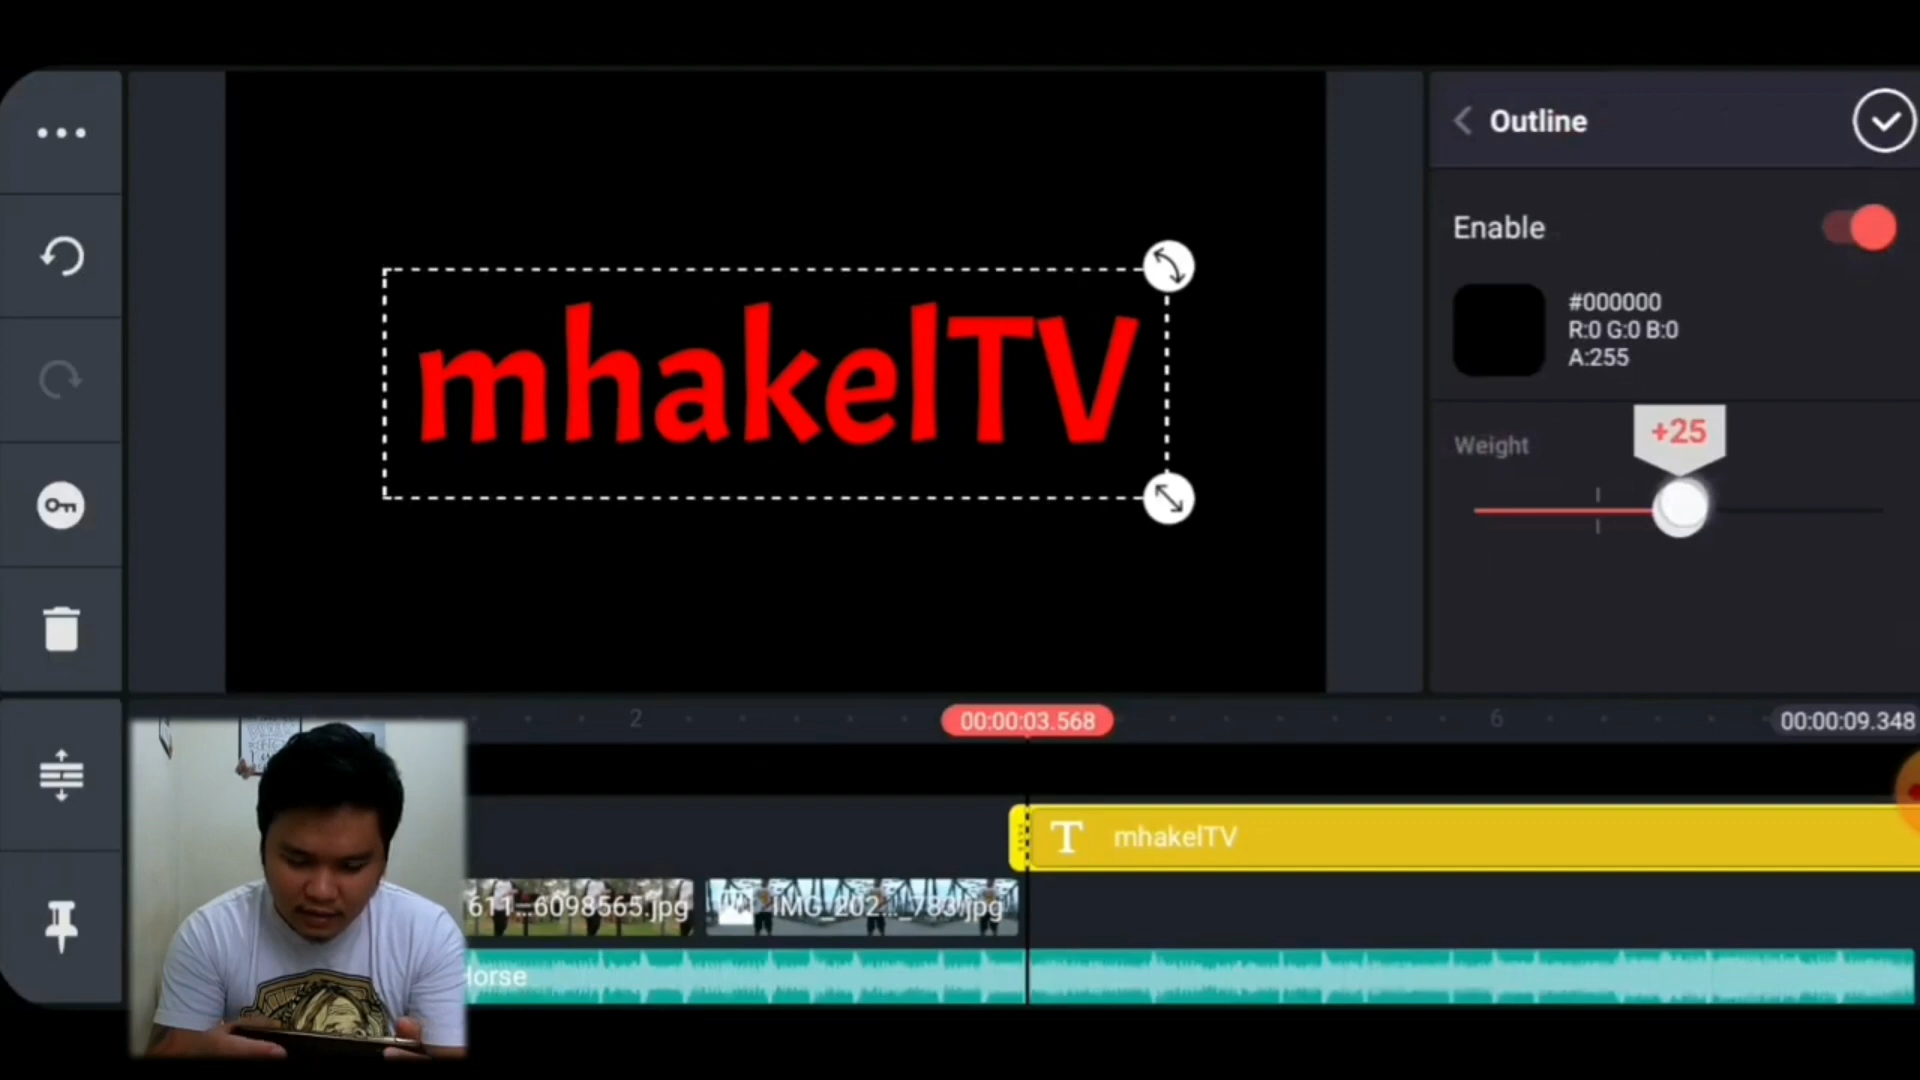 Outline
Enable
#000000
R:0 G:0 B:0
A:255
+25
Weight
mhakelTV
2
00:00:03.568
6
00:00:09.348
T mhakelTV
611...6098565.jpg
IMG_202..._783.jpg
Horse